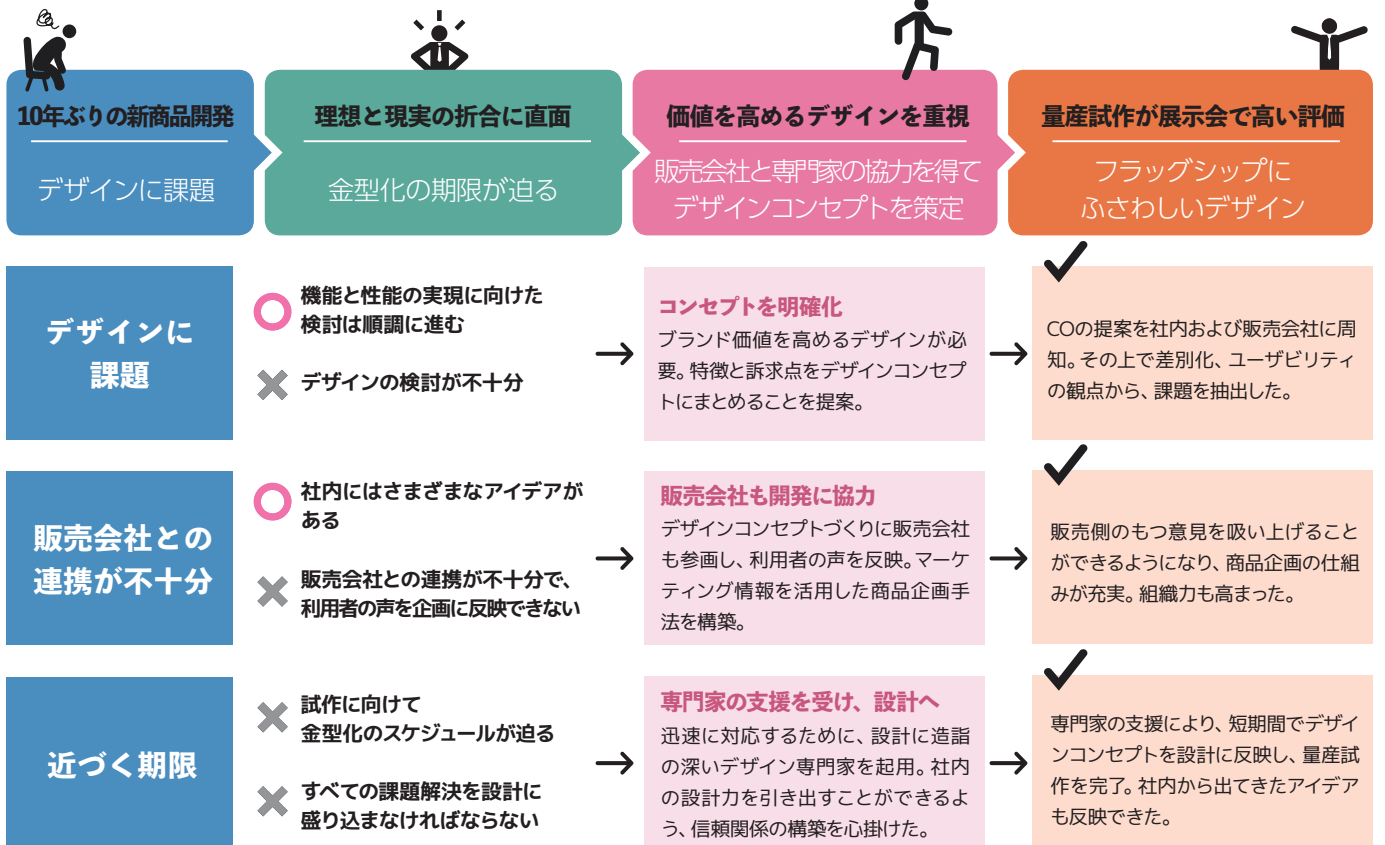 10年ぶりの新商品開発
デザインに課題
理想と現実の折合に直面
金型化の期限が迫る
価値を高めるデザインを重視
販売会社と専門家の協力を得て
デザインコンセプトを策定
量産試作が展示会で高い評価
フラッグシップに
ふさわしいデザイン
デザインに
課題
機能と性能の実現に向けた
検討は順調に進む
デザインの検討が不十分
コンセプトを明確化
ブランド価値を高めるデザインが必
要。特徴と訴求点をデザインコンセプ
トにまとめることを提案。
COの提案を社内および販売会社に周
知。その上で差別化、ユーザビリティ
の観点から、課題を抽出した。
販売会社との
連携が不十分
社内にはさまざまなアイデアが
ある
販売会社との連携が不十分で、
利用者の声を企画に反映できない
販売会社も開発に協力
デザインコンセプトづくりに販売会社
も参画し、利用者の声を反映。マーケ
ティング情報を活用した商品企画手
法を構築。
販売側のもつ意見を吸い上げること
ができるようになり、商品企画の仕組
みが充実。組織力も高まった。
近づく期限
試作に向けて
金型化のスケジュールが迫る
すべての課題解決を設計に
盛り込まなければならない
専門家の支援を受け、設計へ
迅速に対応するために、設計に造詣
の深いデザイン専門家を起用。社内
の設計力を引き出すことができるよ
う、信頼関係の構築を心掛けた。
専門家の支援により、短期間でデザイ
ンコンセプトを設計に反映し、量産試
作を完了。社内から出てきたアイデア
も反映できた。